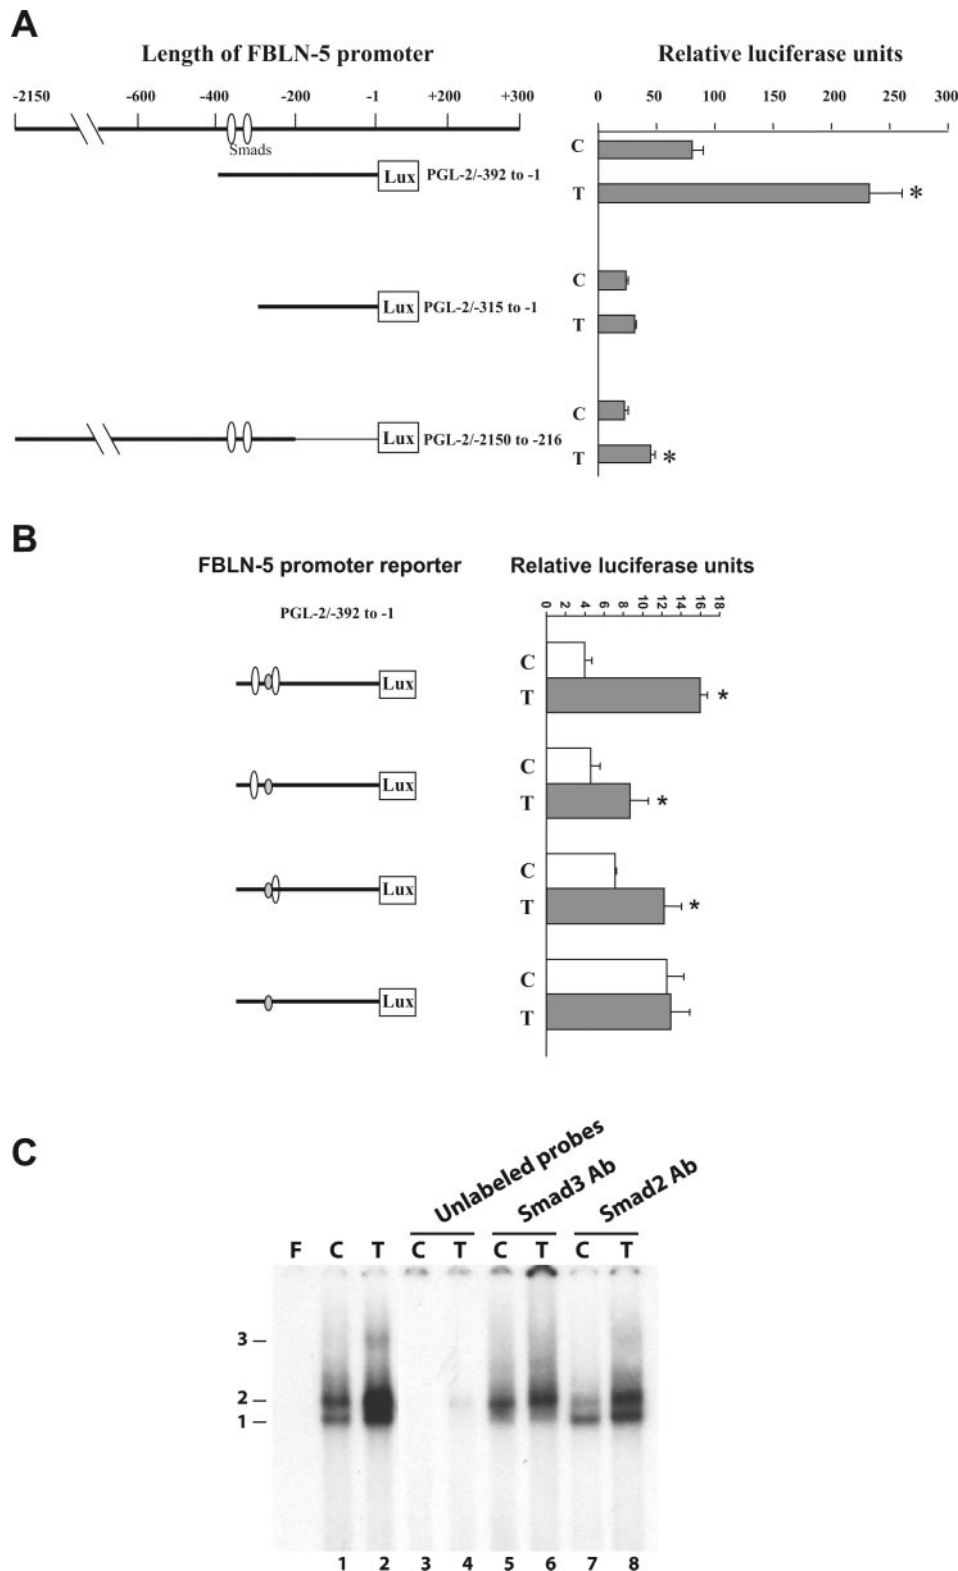 A
Length of FBLN-5 promoter
Relative luciferase units
-2150 -600 -400 -200 -1 +200 +300
0 50 100 150 200 250 300
Smads
Lux PGL-2/-392 to -1
C
T *
Lux PGL-2/-315 to -1
C
T
Lux PGL-2/-2150 to -216
C
T *
B
FBLN-5 promoter reporter
Relative luciferase units
PGL-2/-392 to -1
0 2 4 6 8 10 12 14 16 18
Lux
C
T *
Lux
C
T *
Lux
C
T *
Lux
C
T
C
Unlabeled probes
Smad3 Ab
Smad2 Ab
F C T C T C T C T
3
2
1
1 2 3 4 5 6 7 8